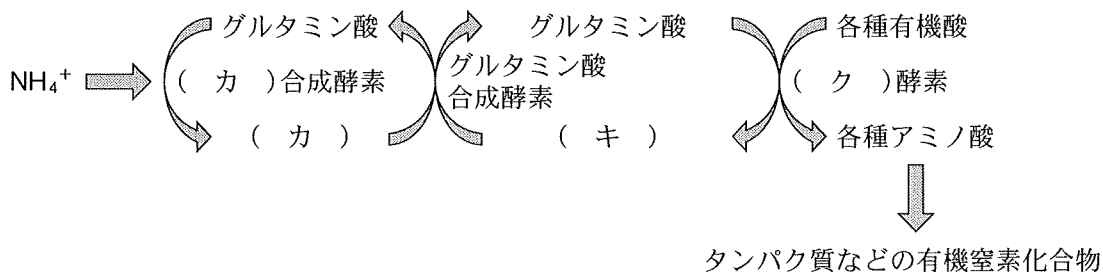 グルタミン酸 グルタミン酸 各種有機酸
NH₄⁺ ( カ )合成酵素 グルタミン酸 ( ク )酵素
合成酵素
( カ ) ( キ ) 各種アミノ酸
タンパク質などの有機窒素化合物